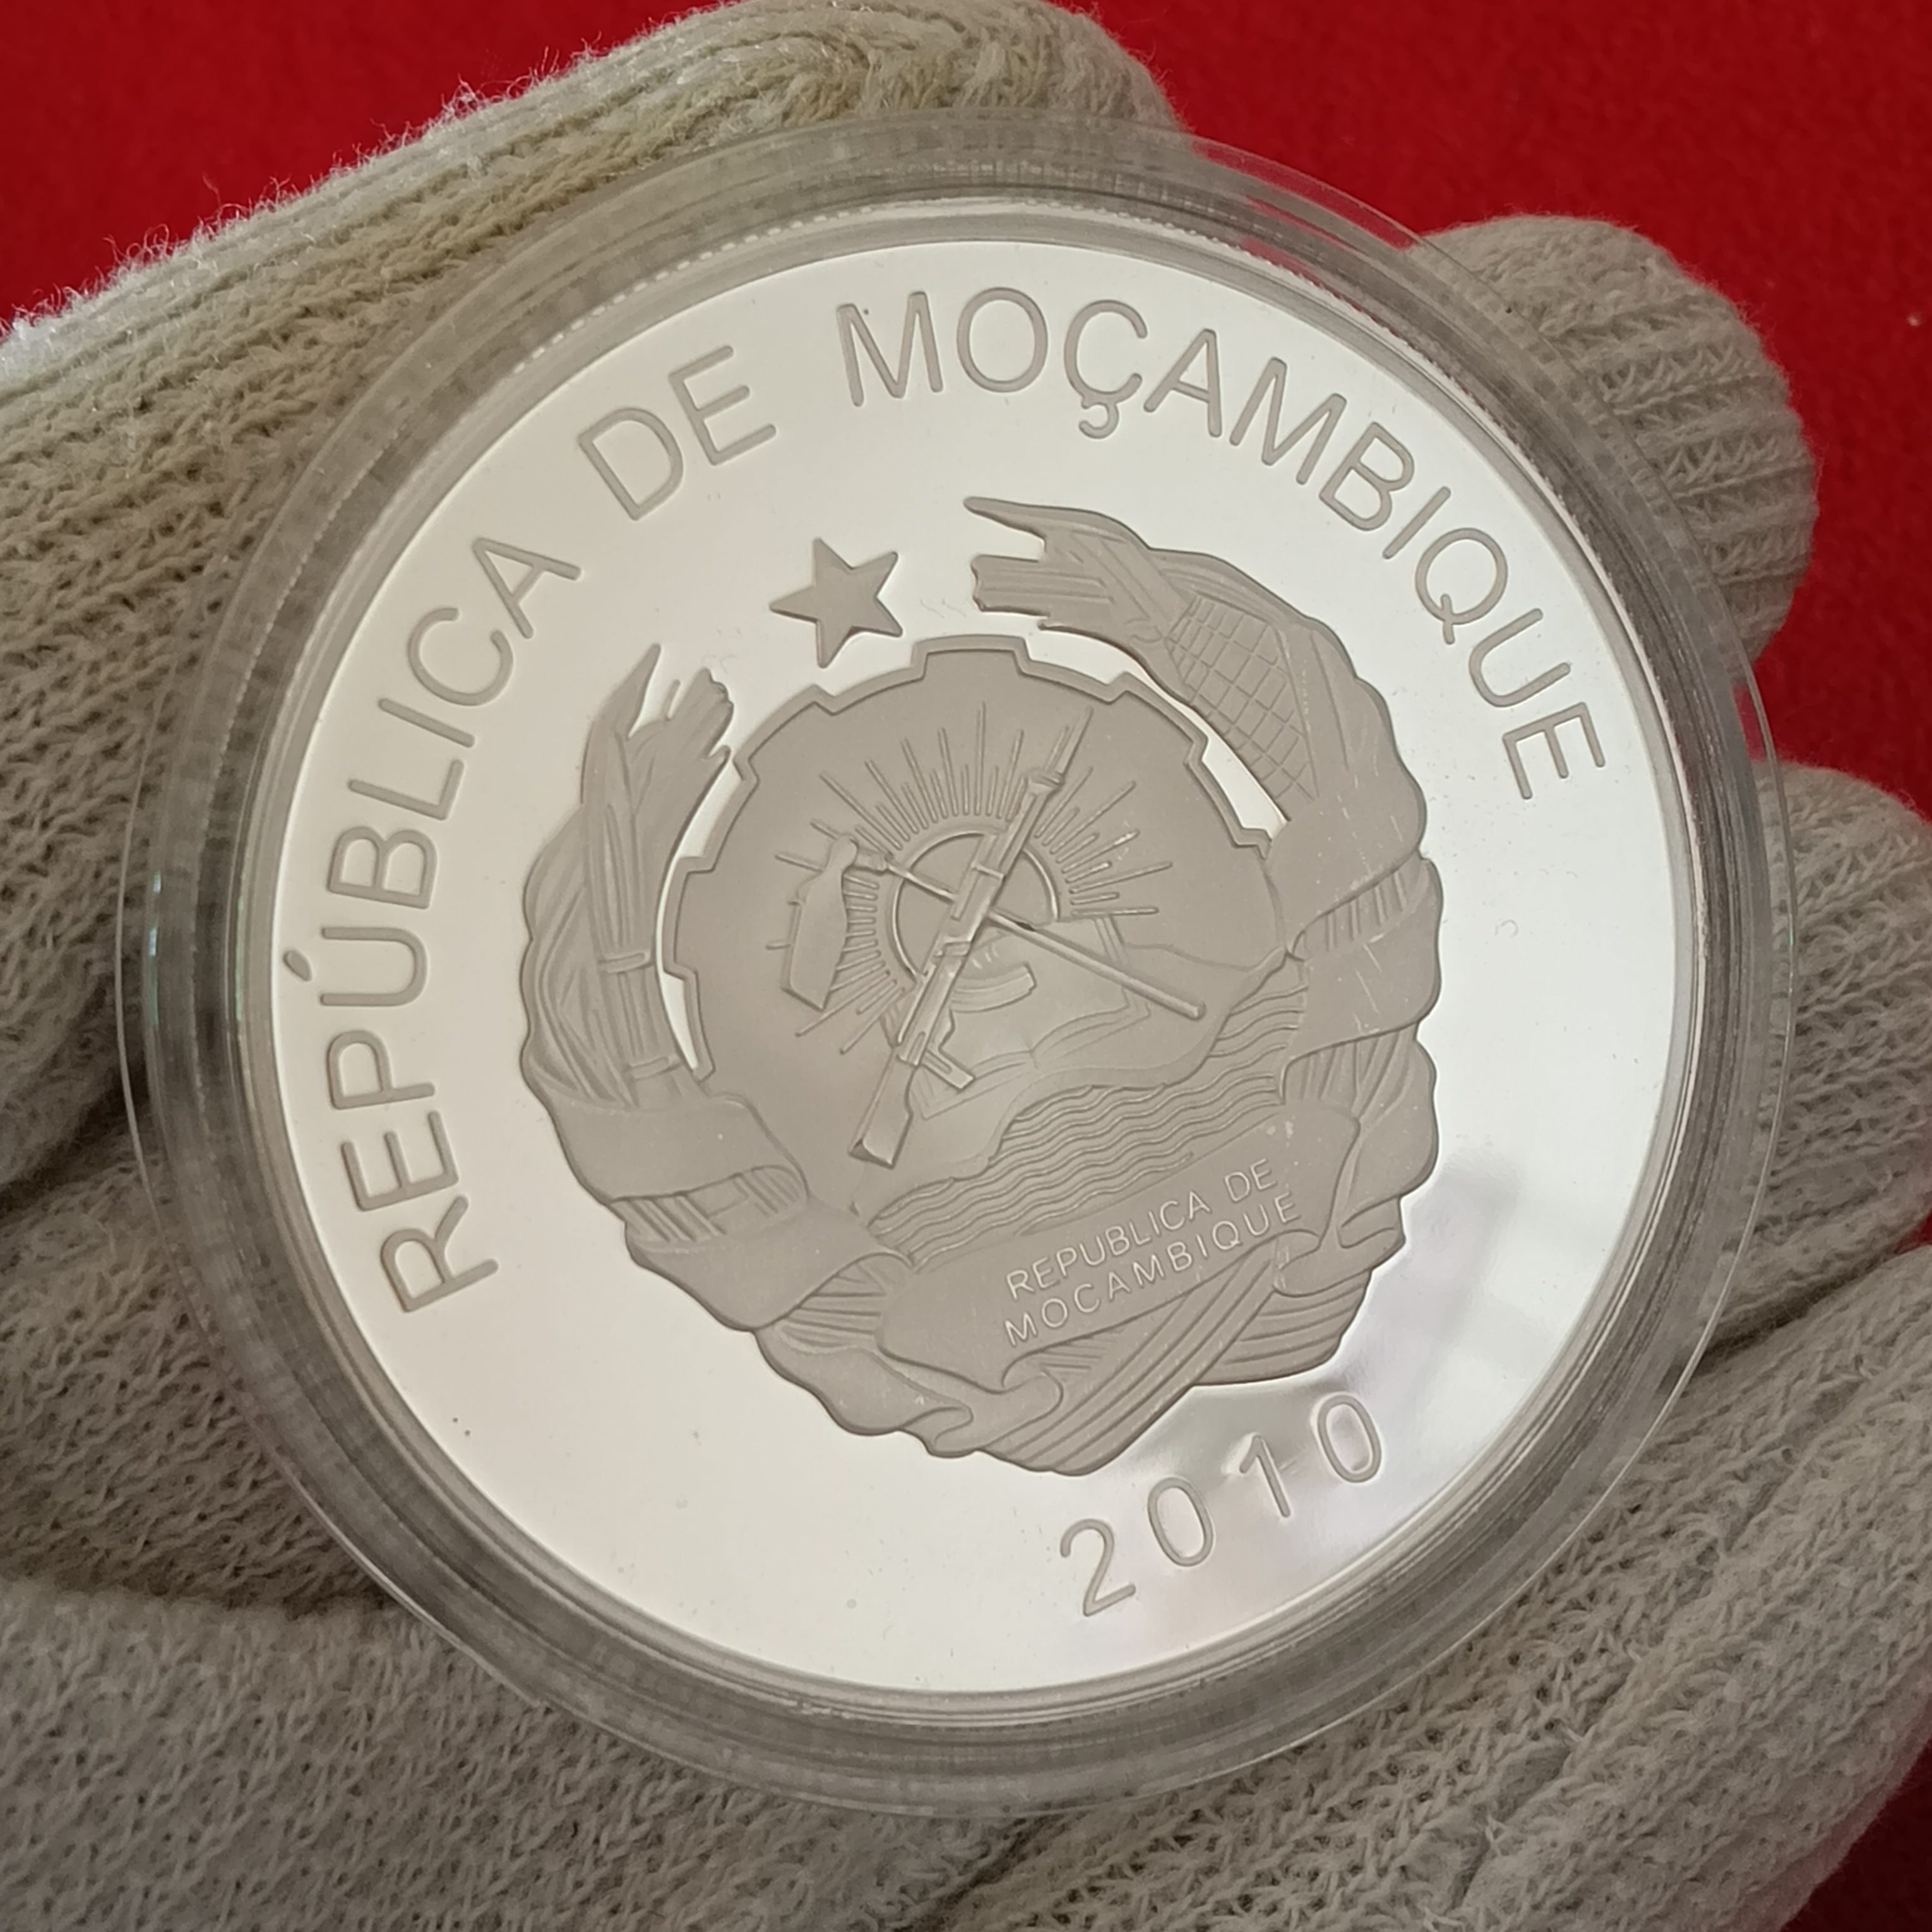 REPÚBLICA DE MOÇAMBIQUE
REPUBLICA DE
MOCAMBIQUE
2010